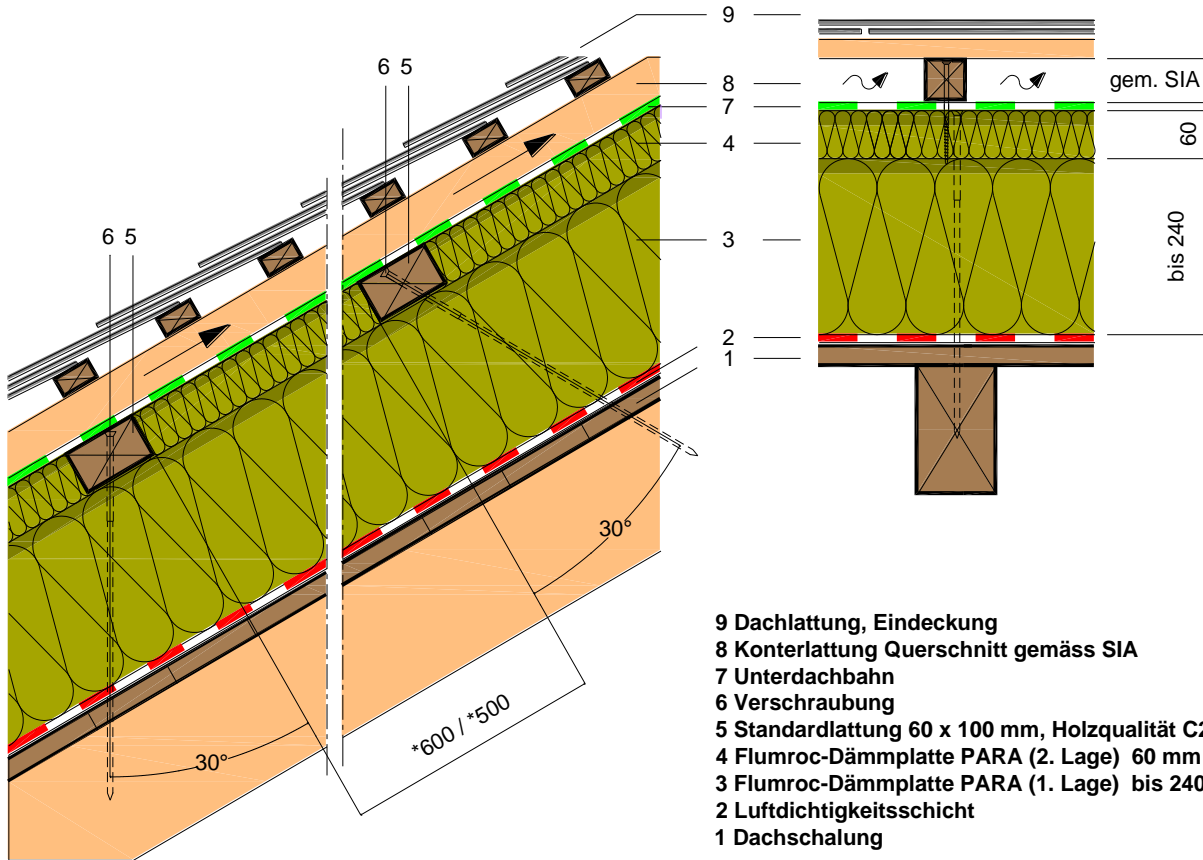 9
6 5
8
gem. SIA
7
60
4
6 5
3
bis 240
2
1
30°
*600 / *500
30°
9 Dachlattung, Eindeckung
8 Konterlattung Querschnitt gemäss SIA
7 Unterdachbahn
6 Verschraubung
5 Standardlattung 60 x 100 mm, Holzqualität
4 Flumroc-Dämmplatte PARA (2. Lage) 60 mm
3 Flumroc-Dämmplatte PARA (1. Lage) bis 240
2 Luftdichtigkeitsschicht
1 Dachschalung